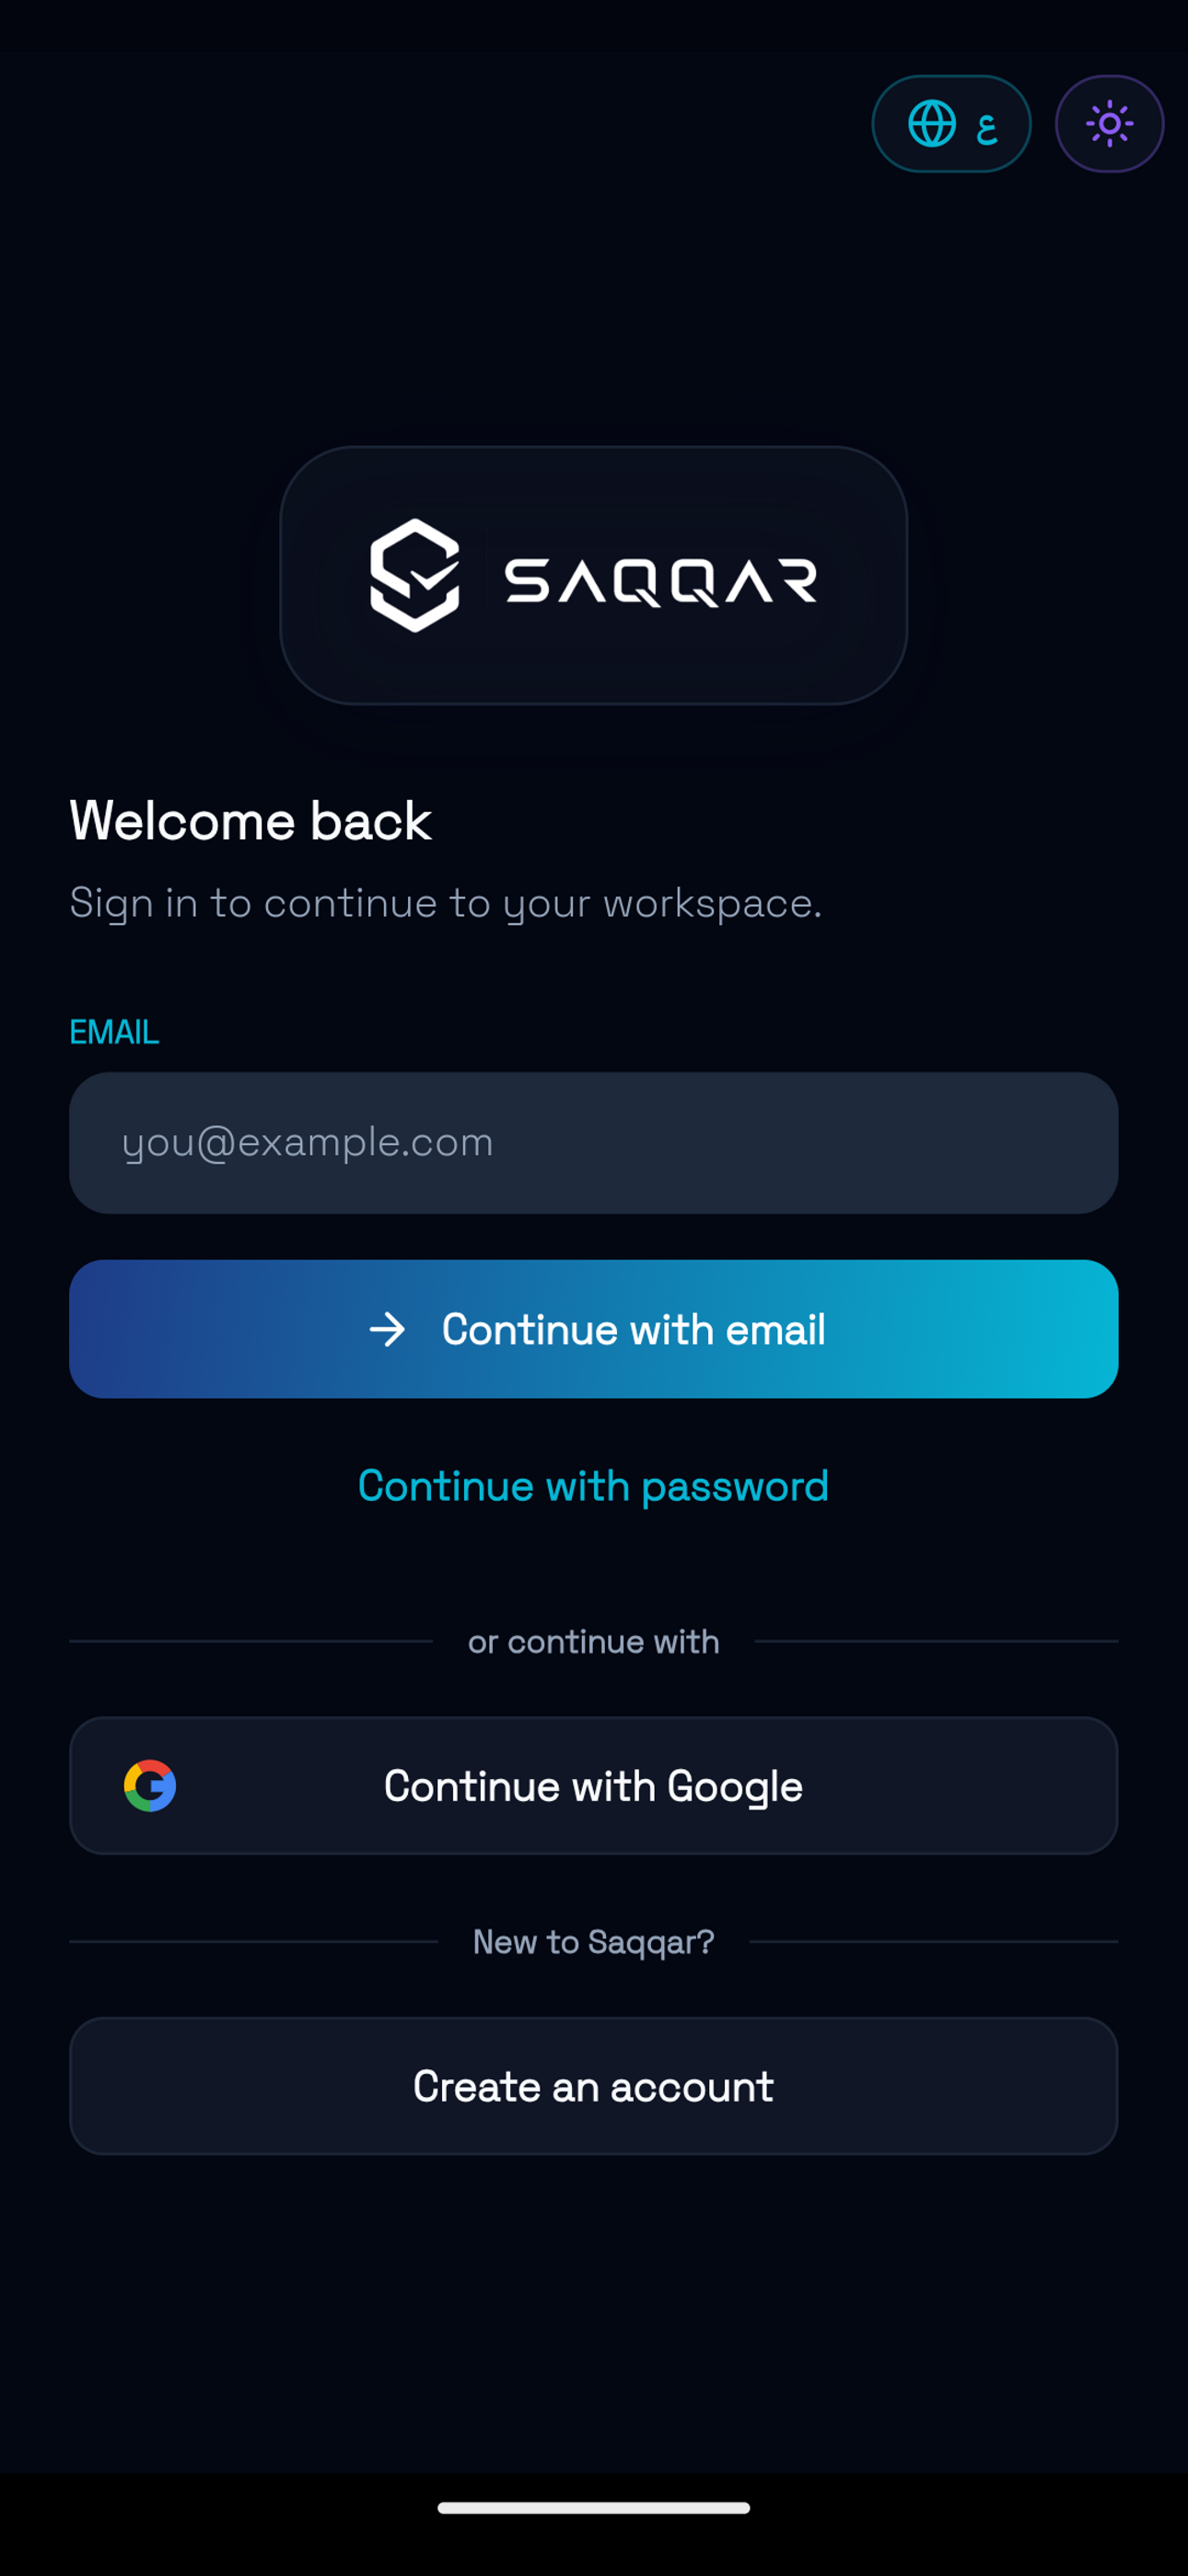 ع
SAQQAR
Welcome back
Sign in to continue to your workspace.
EMAIL
you@example.com
Continue with email
Continue with password
or continue with
Continue with Google
New to Saqqar?
Create an account